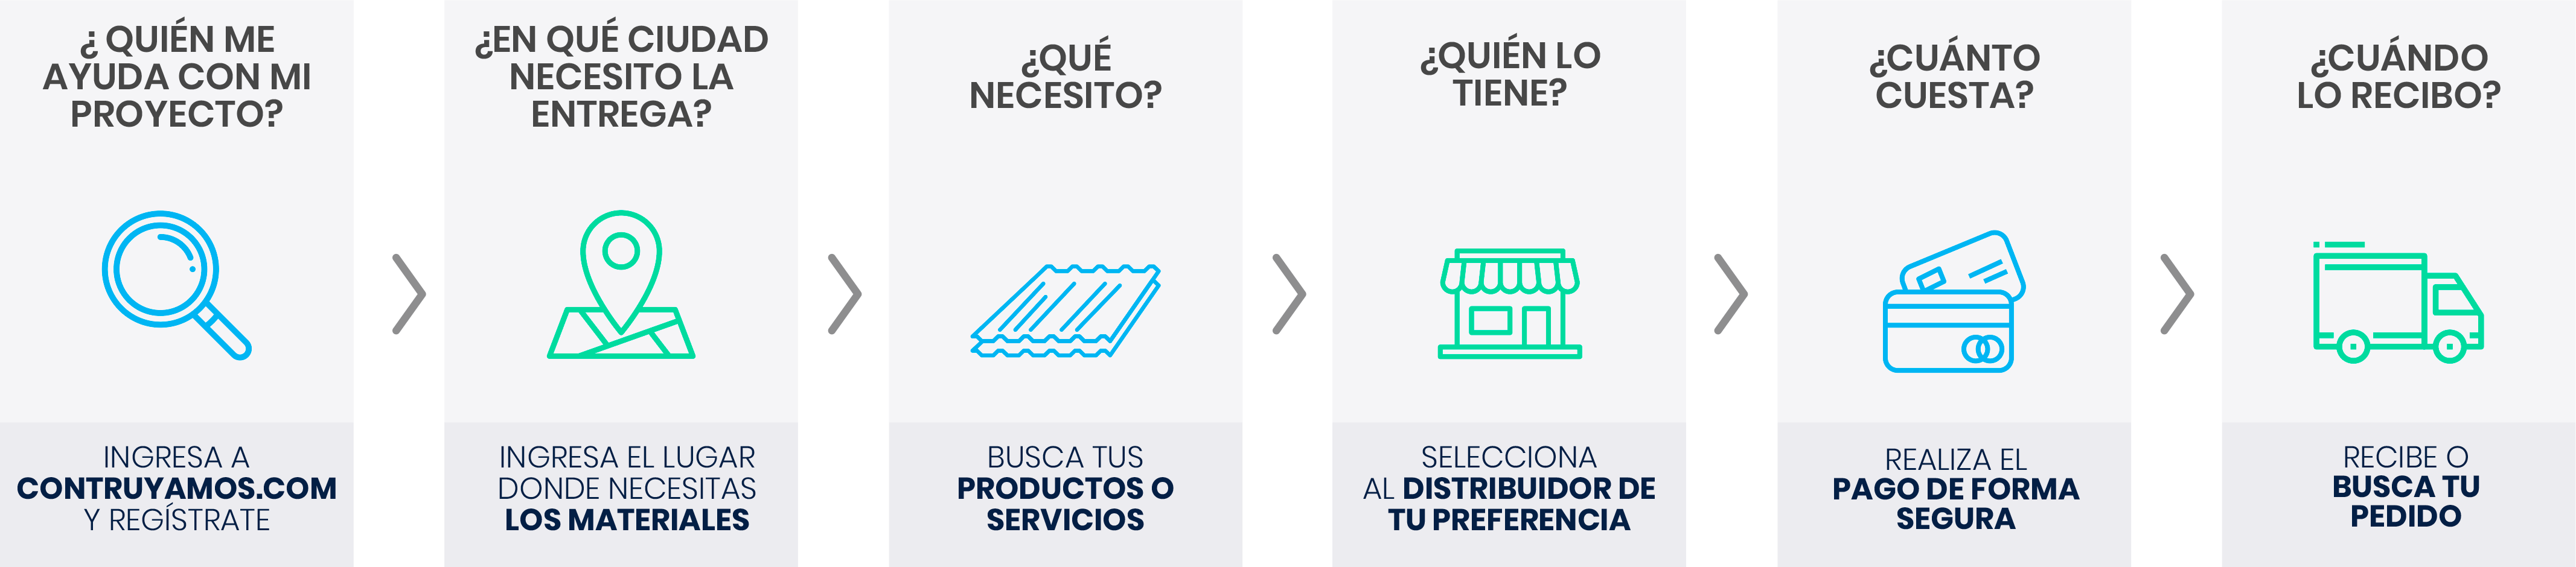 ¿ QUIÉN ME
AYUDA CON MI
PROYECTO?
INGRESA A
CONTRUYAMOS.COM
Y REGÍSTRATE
¿EN QUÉ CIUDAD
NECESITO LA
ENTREGA?
INGRESA EL LUGAR
DONDE NECESITAS
LOS MATERIALES
¿QUÉ
NECESITO?
BUSCA TUS
PRODUCTOS O
SERVICIOS
¿QUIÉN LO
TIENE?
SELECCIONA
AL DISTRIBUIDOR DE
TU PREFERENCIA
¿CUÁNTO
CUESTA?
REALIZA EL
PAGO DE FORMA
SEGURA
¿CUÁNDO
LO RECIBO?
RECIBE O
BUSCA TU
PEDIDO